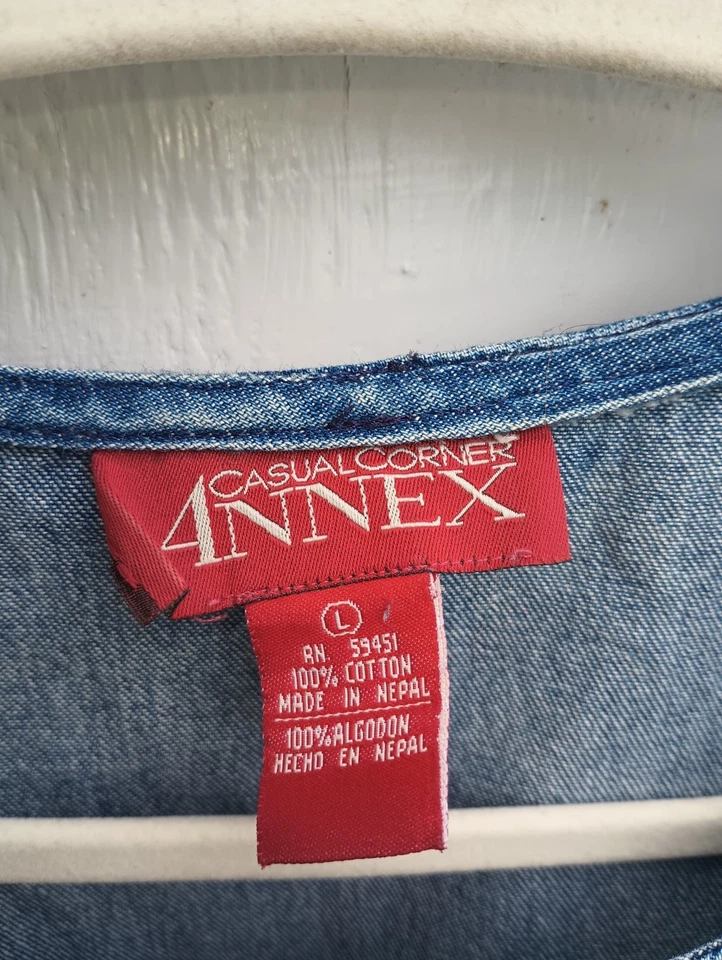 CASUAL CORNER
ANNEX
L
RN. 59451
100% COTTON
MADE IN NEPAL
100% ALGODON
HECHO EN NEPAL